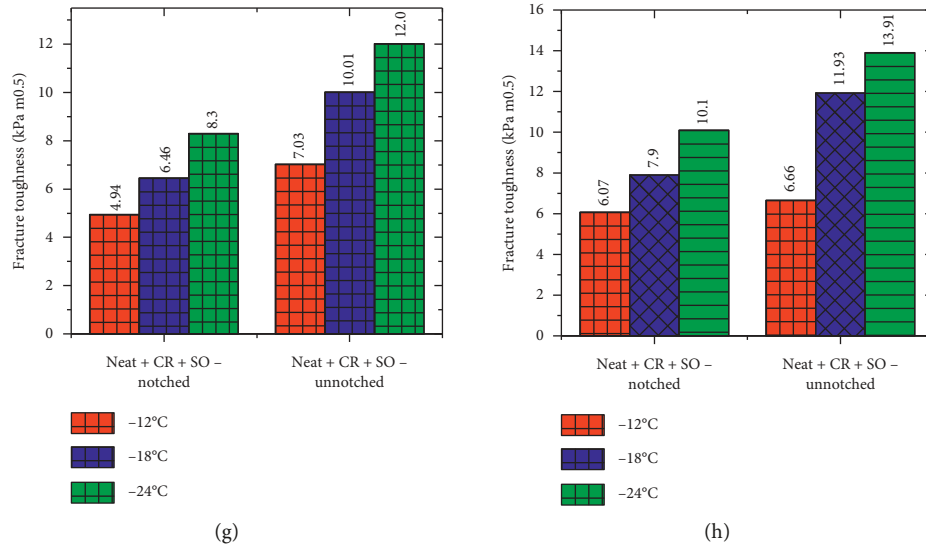 Fracture toughness (kPa m0.5)
12
10
8
6
4
2
0
4.94
6.46
8.3
7.03
10.01
12.0
Neat + CR + SO –
notched
Neat + CR + SO –
unnotched
–12°C
–18°C
–24°C
(g)
Fracture toughness (kPa m0.5)
16
14
12
10
8
6
4
2
0
6.07
7.9
10.1
6.66
11.93
13.91
Neat + CR + SO –
notched
Neat + CR + SO –
unnotched
–12°C
–18°C
–24°C
(h)